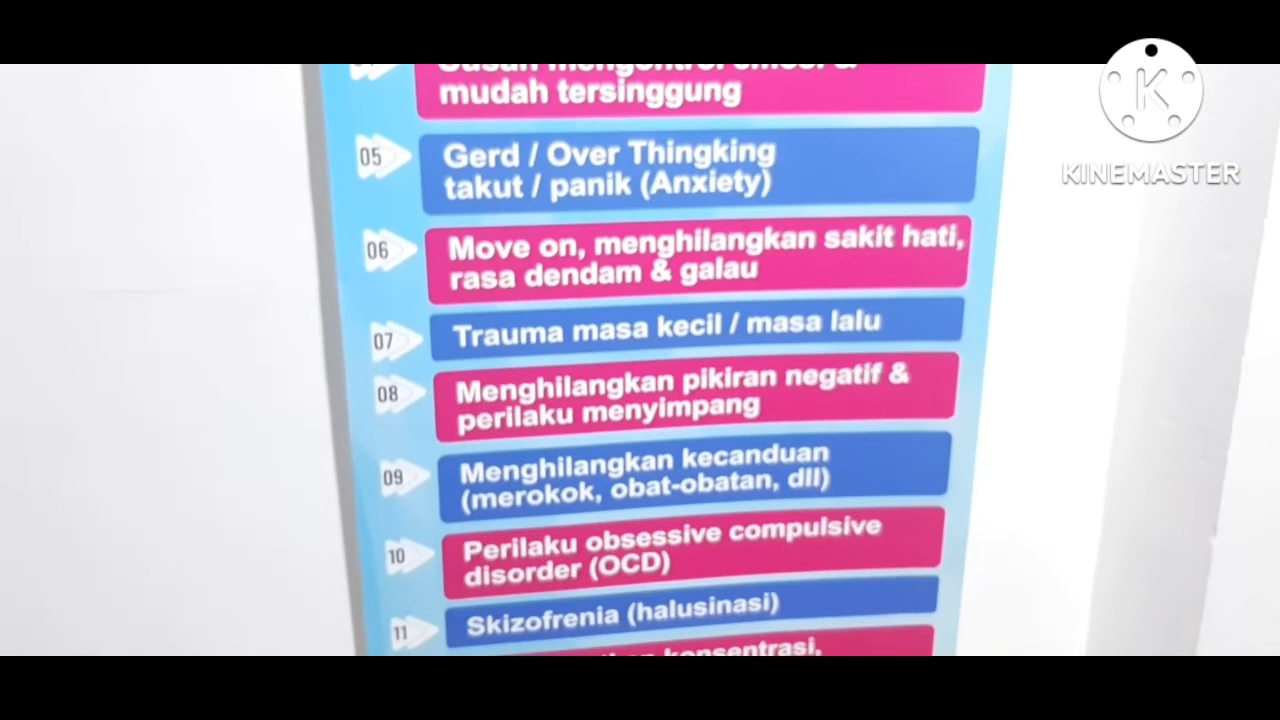 mudah tersinggung
05
Gerd / Over Thingking
takut / panik (Anxiety)
06
Move on, menghilangkan sakit hati,
rasa dendam & galau
07
Trauma masa kecil / masa lalu
08
Menghilangkan pikiran negatif &
perilaku menyimpang
09
Menghilangkan kecanduan
(merokok, obat-obatan, dll)
10
Perilaku obsessive compulsive
disorder (OCD)
11
Skizofrenia (halusinasi)
konsentrasi,
K
KINEMASTER